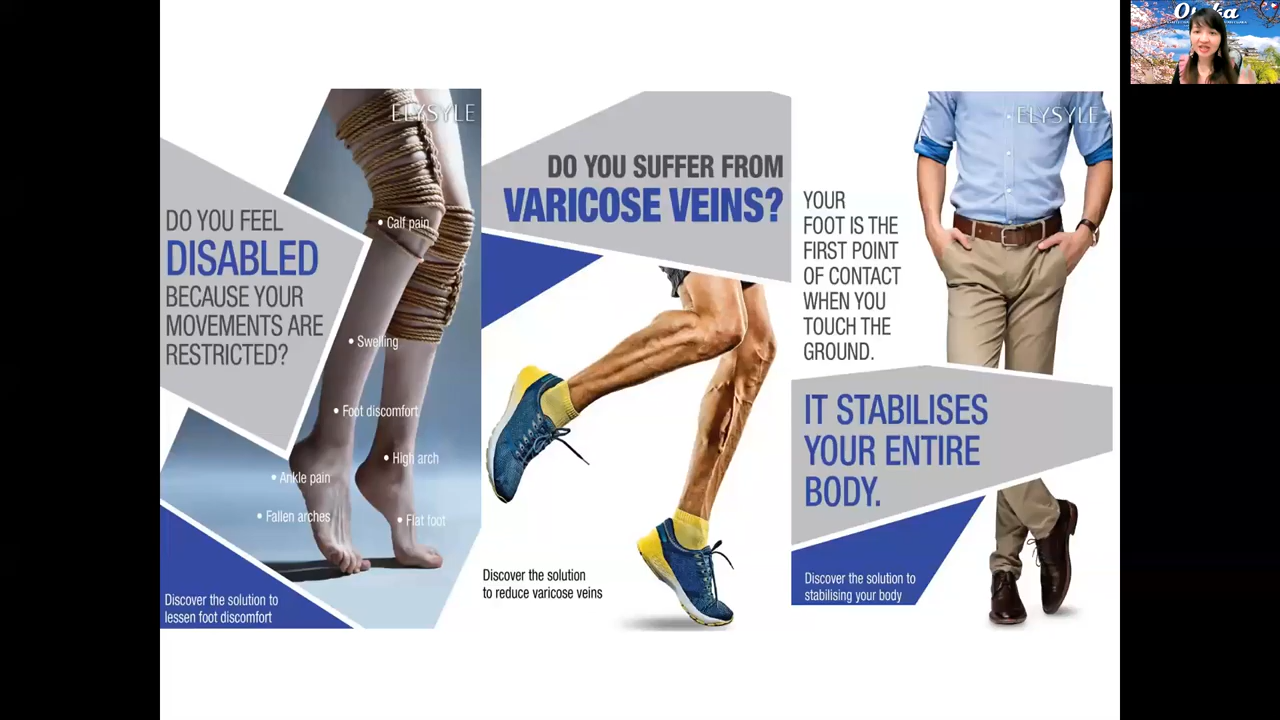 ELYSYLE
DO YOU FEEL
DISABLED
BECAUSE YOUR
MOVEMENTS ARE
RESTRICTED?
• Calf pain
• Swelling
• Foot discomfort
• High arch
• Ankle pain
• Fallen arches
• Flat foot
Discover the solution to
lessen foot discomfort
DO YOU SUFFER FROM
VARICOSE VEINS?
Discover the solution
to reduce varicose veins
ELYSYLE
YOUR
FOOT IS THE
FIRST POINT
OF CONTACT
WHEN YOU
TOUCH THE
GROUND.
IT STABILISES
YOUR ENTIRE
BODY.
Discover the solution to
stabilising your body